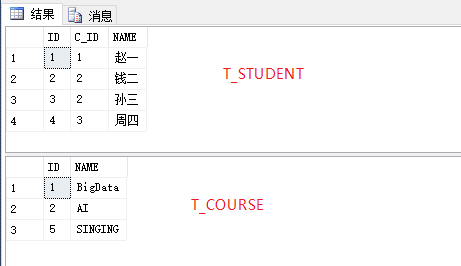 结果 消息
ID C_ID NAME
1 1 1 赵一
2 2 2 钱二
3 3 2 孙三
4 4 3 周四
T_STUDENT
ID NAME
1 1 BigData
2 2 AI
3 5 SINGING
T_COURSE